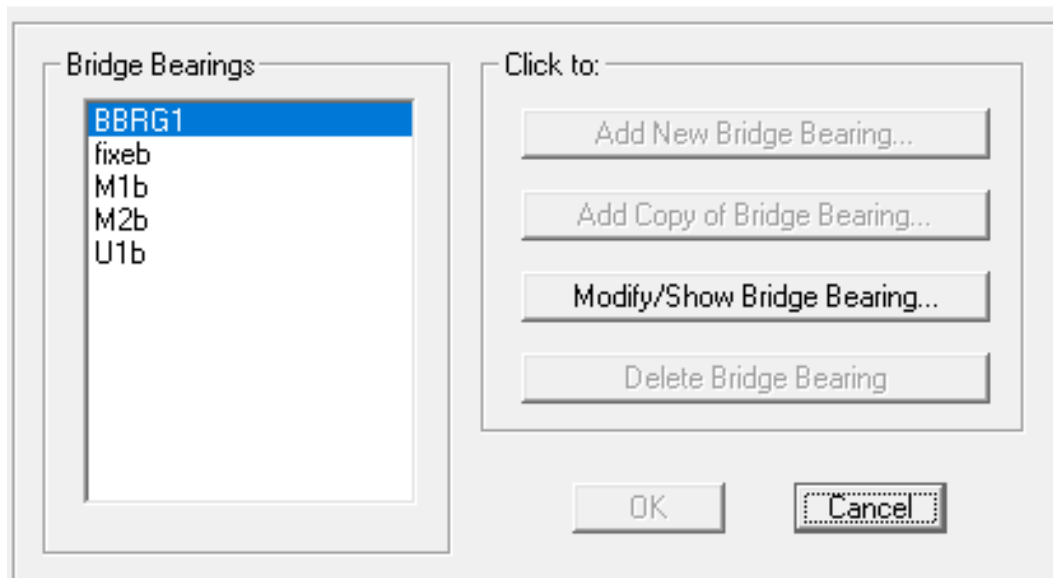 Bridge Bearings
BBRG1
fixeb
M1b
M2b
U1b
Click to:
Add New Bridge Bearing...
Add Copy of Bridge Bearing...
Modify/Show Bridge Bearing...
Delete Bridge Bearing
OK
Cancel